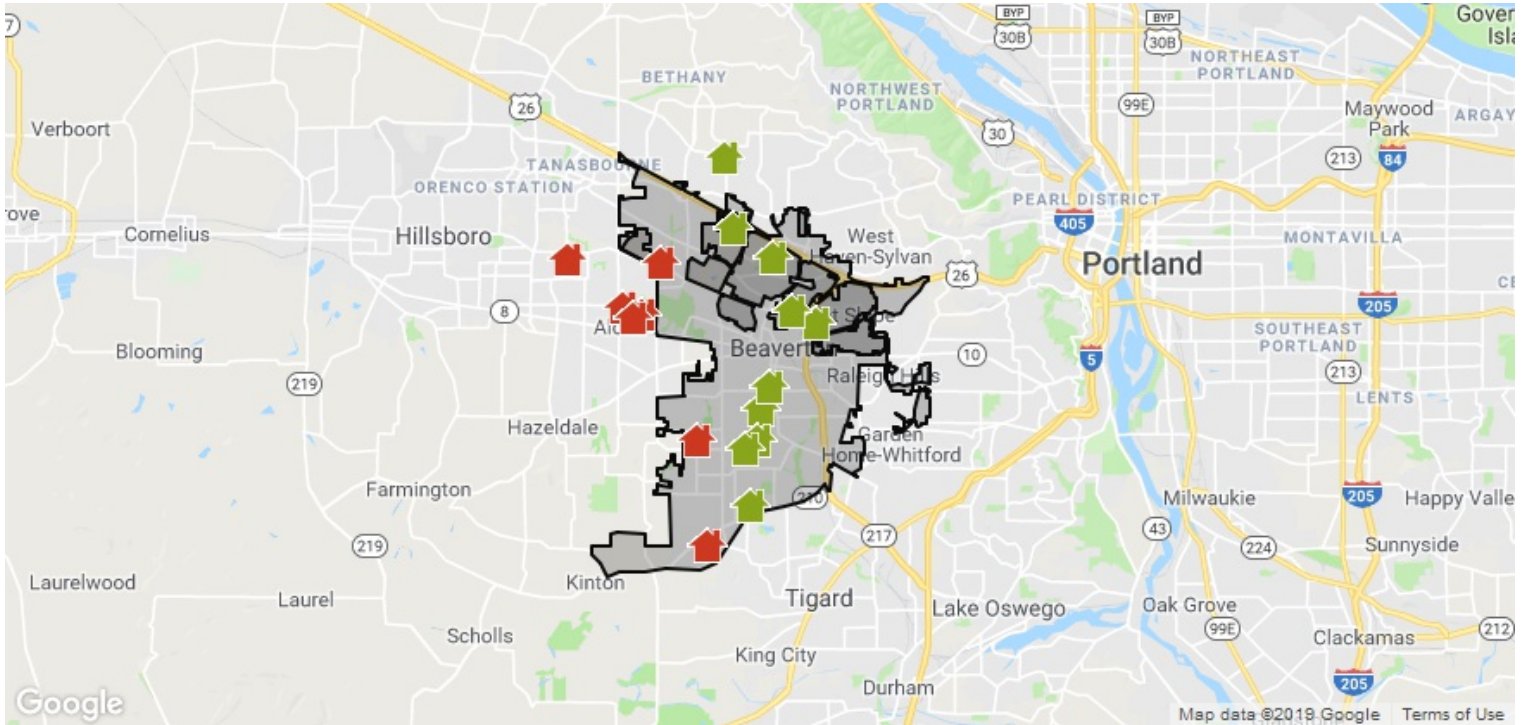 BYP
30B
BYP
30B
Gover
Isla
7
26
BETHANY
NORTHWEST
PORTLAND
NORTHEAST
PORTLAND
99E
Maywood
Park
ARGAY
Verboort
30
213
84
TANASBOURNE
ORENCO STATION
PEARL DISTRICT
405
rove
Cornelius
Hillsboro
West
Haven-Sylvan
26
Portland
MONTAVILLA
205
8
Beaverton
SOUTHEAST
PORTLAND
Blooming
219
10
5
Raleigh Hills
213
LENTS
Hazeldale
Garden
Home-Whitford
Farmington
210
217
Milwaukie
205
Happy Valle
43
219
224
Sunnyside
Laurelwood
Laurel
Kinton
Tigard
Lake Oswego
Oak Grove
99E
212
Scholls
Clackamas
King City
Durham
205
Google
Map data ©2019 Google
Terms of Use